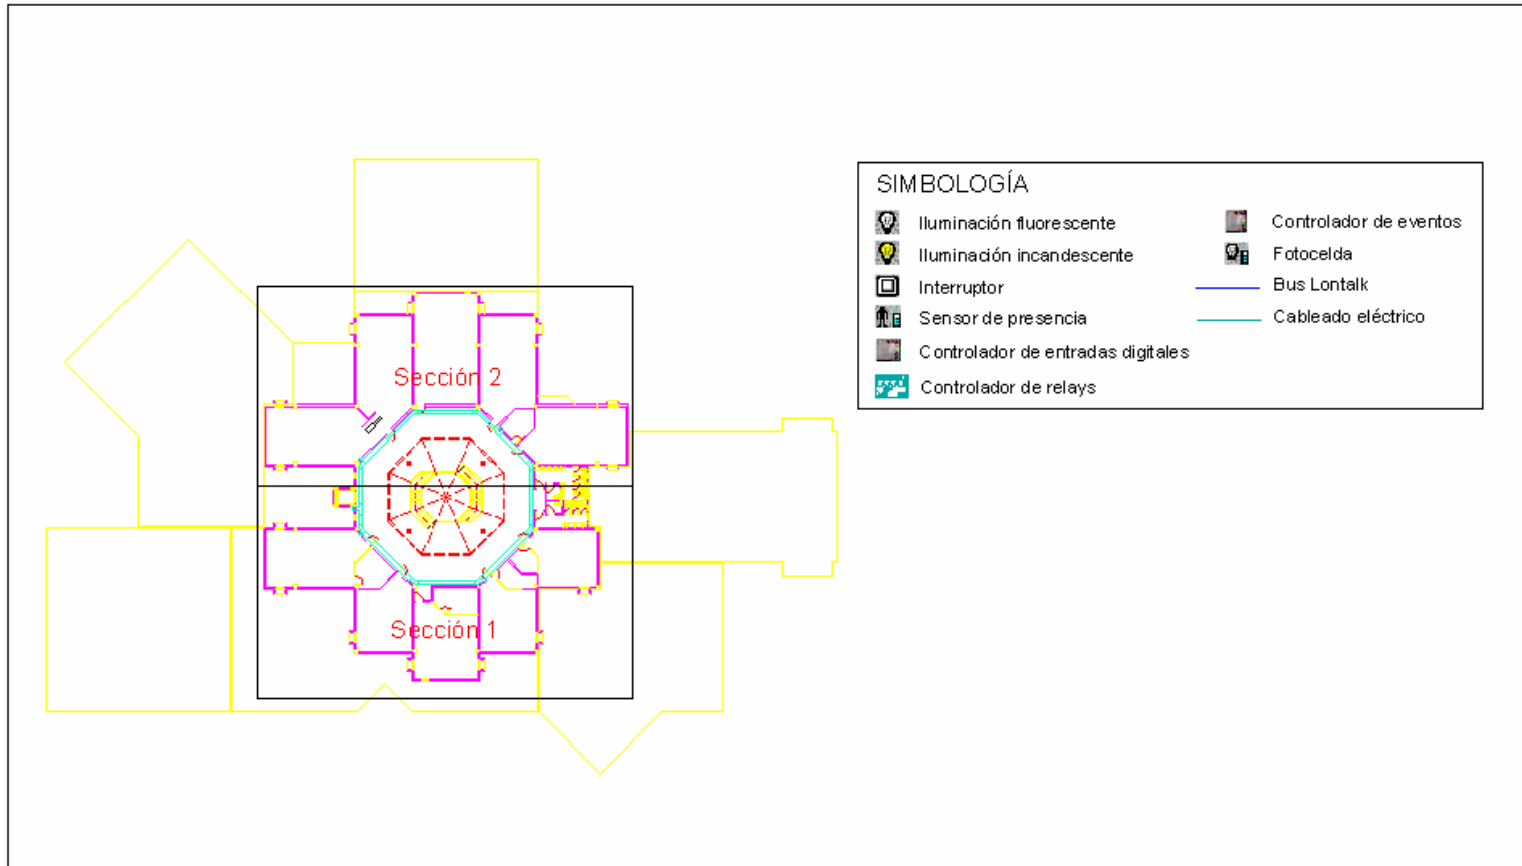 SIMBOLOGÍA
Iluminación fluorescente
Iluminación incandescente
Interruptor
Sensor de presencia
Controlador de entradas digitales
Controlador de relays
Controlador de eventos
Fotocelda
Bus Lontalk
Cableado eléctrico
Sección 2
Sección 1